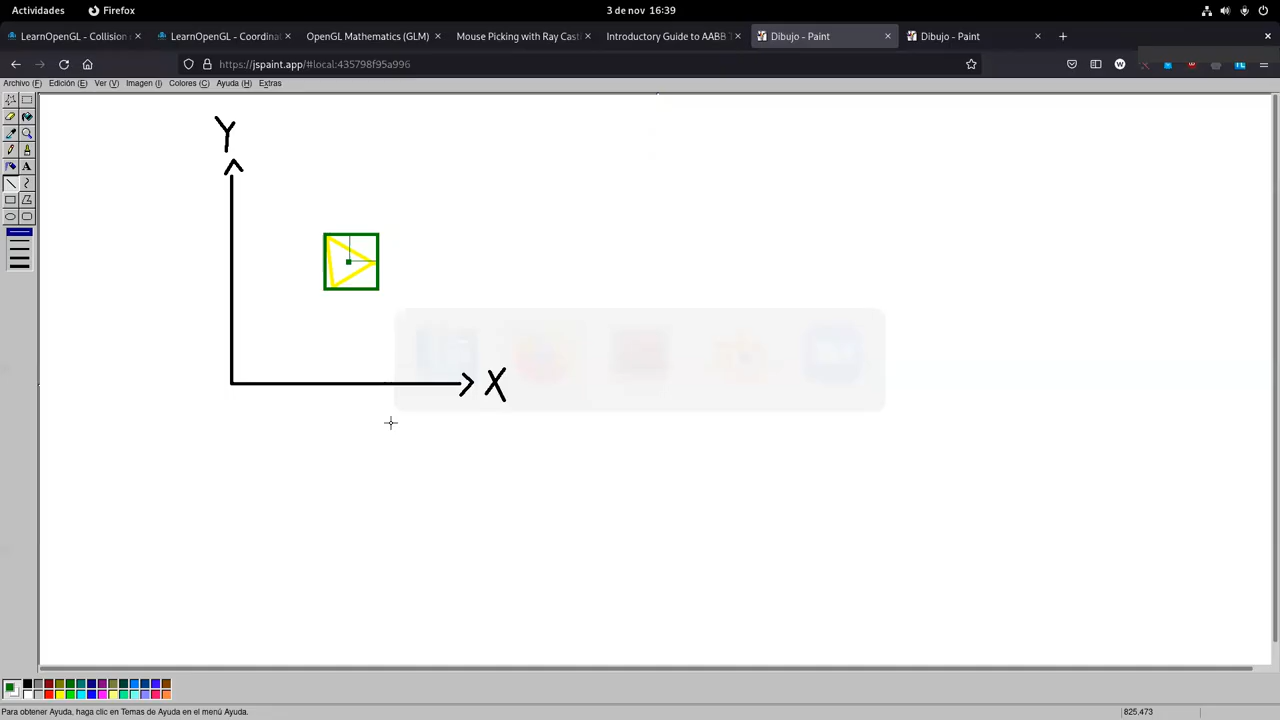 Actividades Firefox 3 de nov 16:39
LearnOpenGL - Collision LearnOpenGL - Coordinat OpenGL Mathematics (GLM) Mouse Picking with Ray Casti Introductory Guide to AABB T Dibujo - Paint Dibujo - Paint
https://jspaint.app/#local:435798f95a996
Archivo (F) Edición (E) Ver (V) Imagen (I) Colores (C) Ayuda (H) Extras
Y
X
Para obtener Ayuda, haga clic en Temas de Ayuda en el menú Ayuda. 825,473